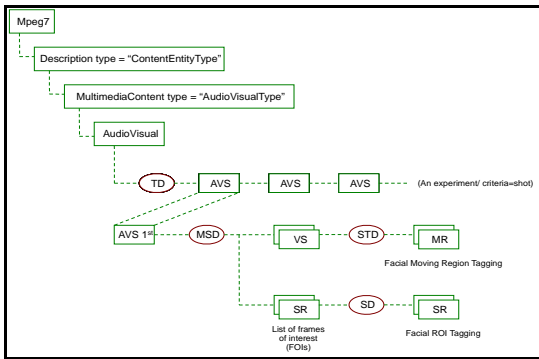 Mpeg7
Description type = “ContentEntityType”
MultimediaContent type = “AudioVisualType”
AudioVisual
TD
AVS
AVS
AVS
(An experiment/ criteria=shot)
AVS 1st
MSD
VS
STD
MR
Facial Moving Region Tagging
SR
SD
SR
List of frames
of interest
(FOIs)
Facial ROI Tagging